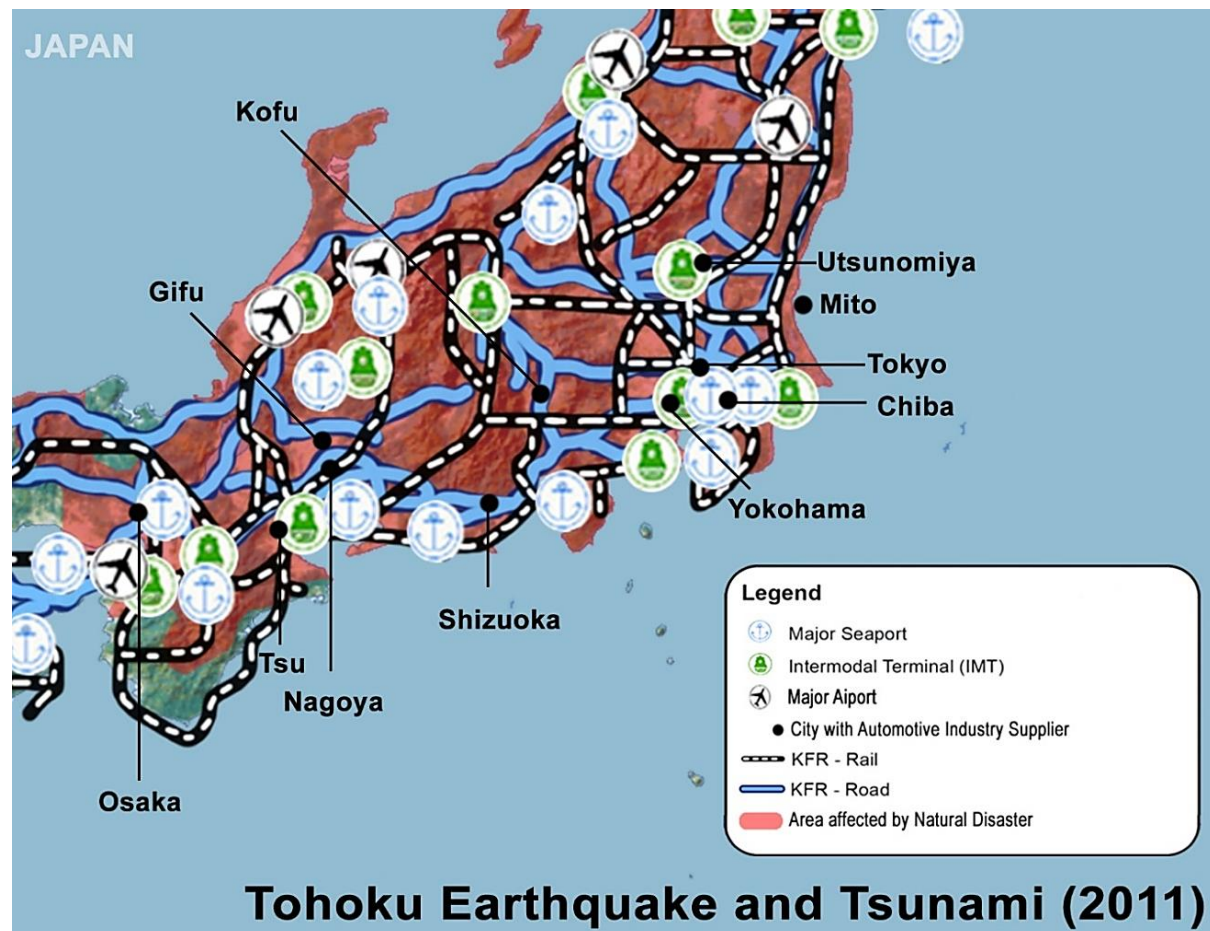 JAPAN
Kofu
Gifu
Utsunomiya
Mito
Tokyo
Chiba
Yokohama
Shizuoka
Tsu
Nagoya
Osaka
Legend
Major Seaport
Intermodal Terminal (IMT)
Major Aiport
City with Automotive Industry Supplier
KFR - Rail
KFR - Road
Area affected by Natural Disaster
Tohoku Earthquake and Tsunami (2011)